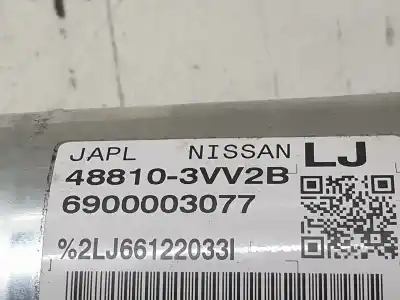 JAPL NISSAN LJ
48810-3VV2B
6900003077
%2LJ66122033I